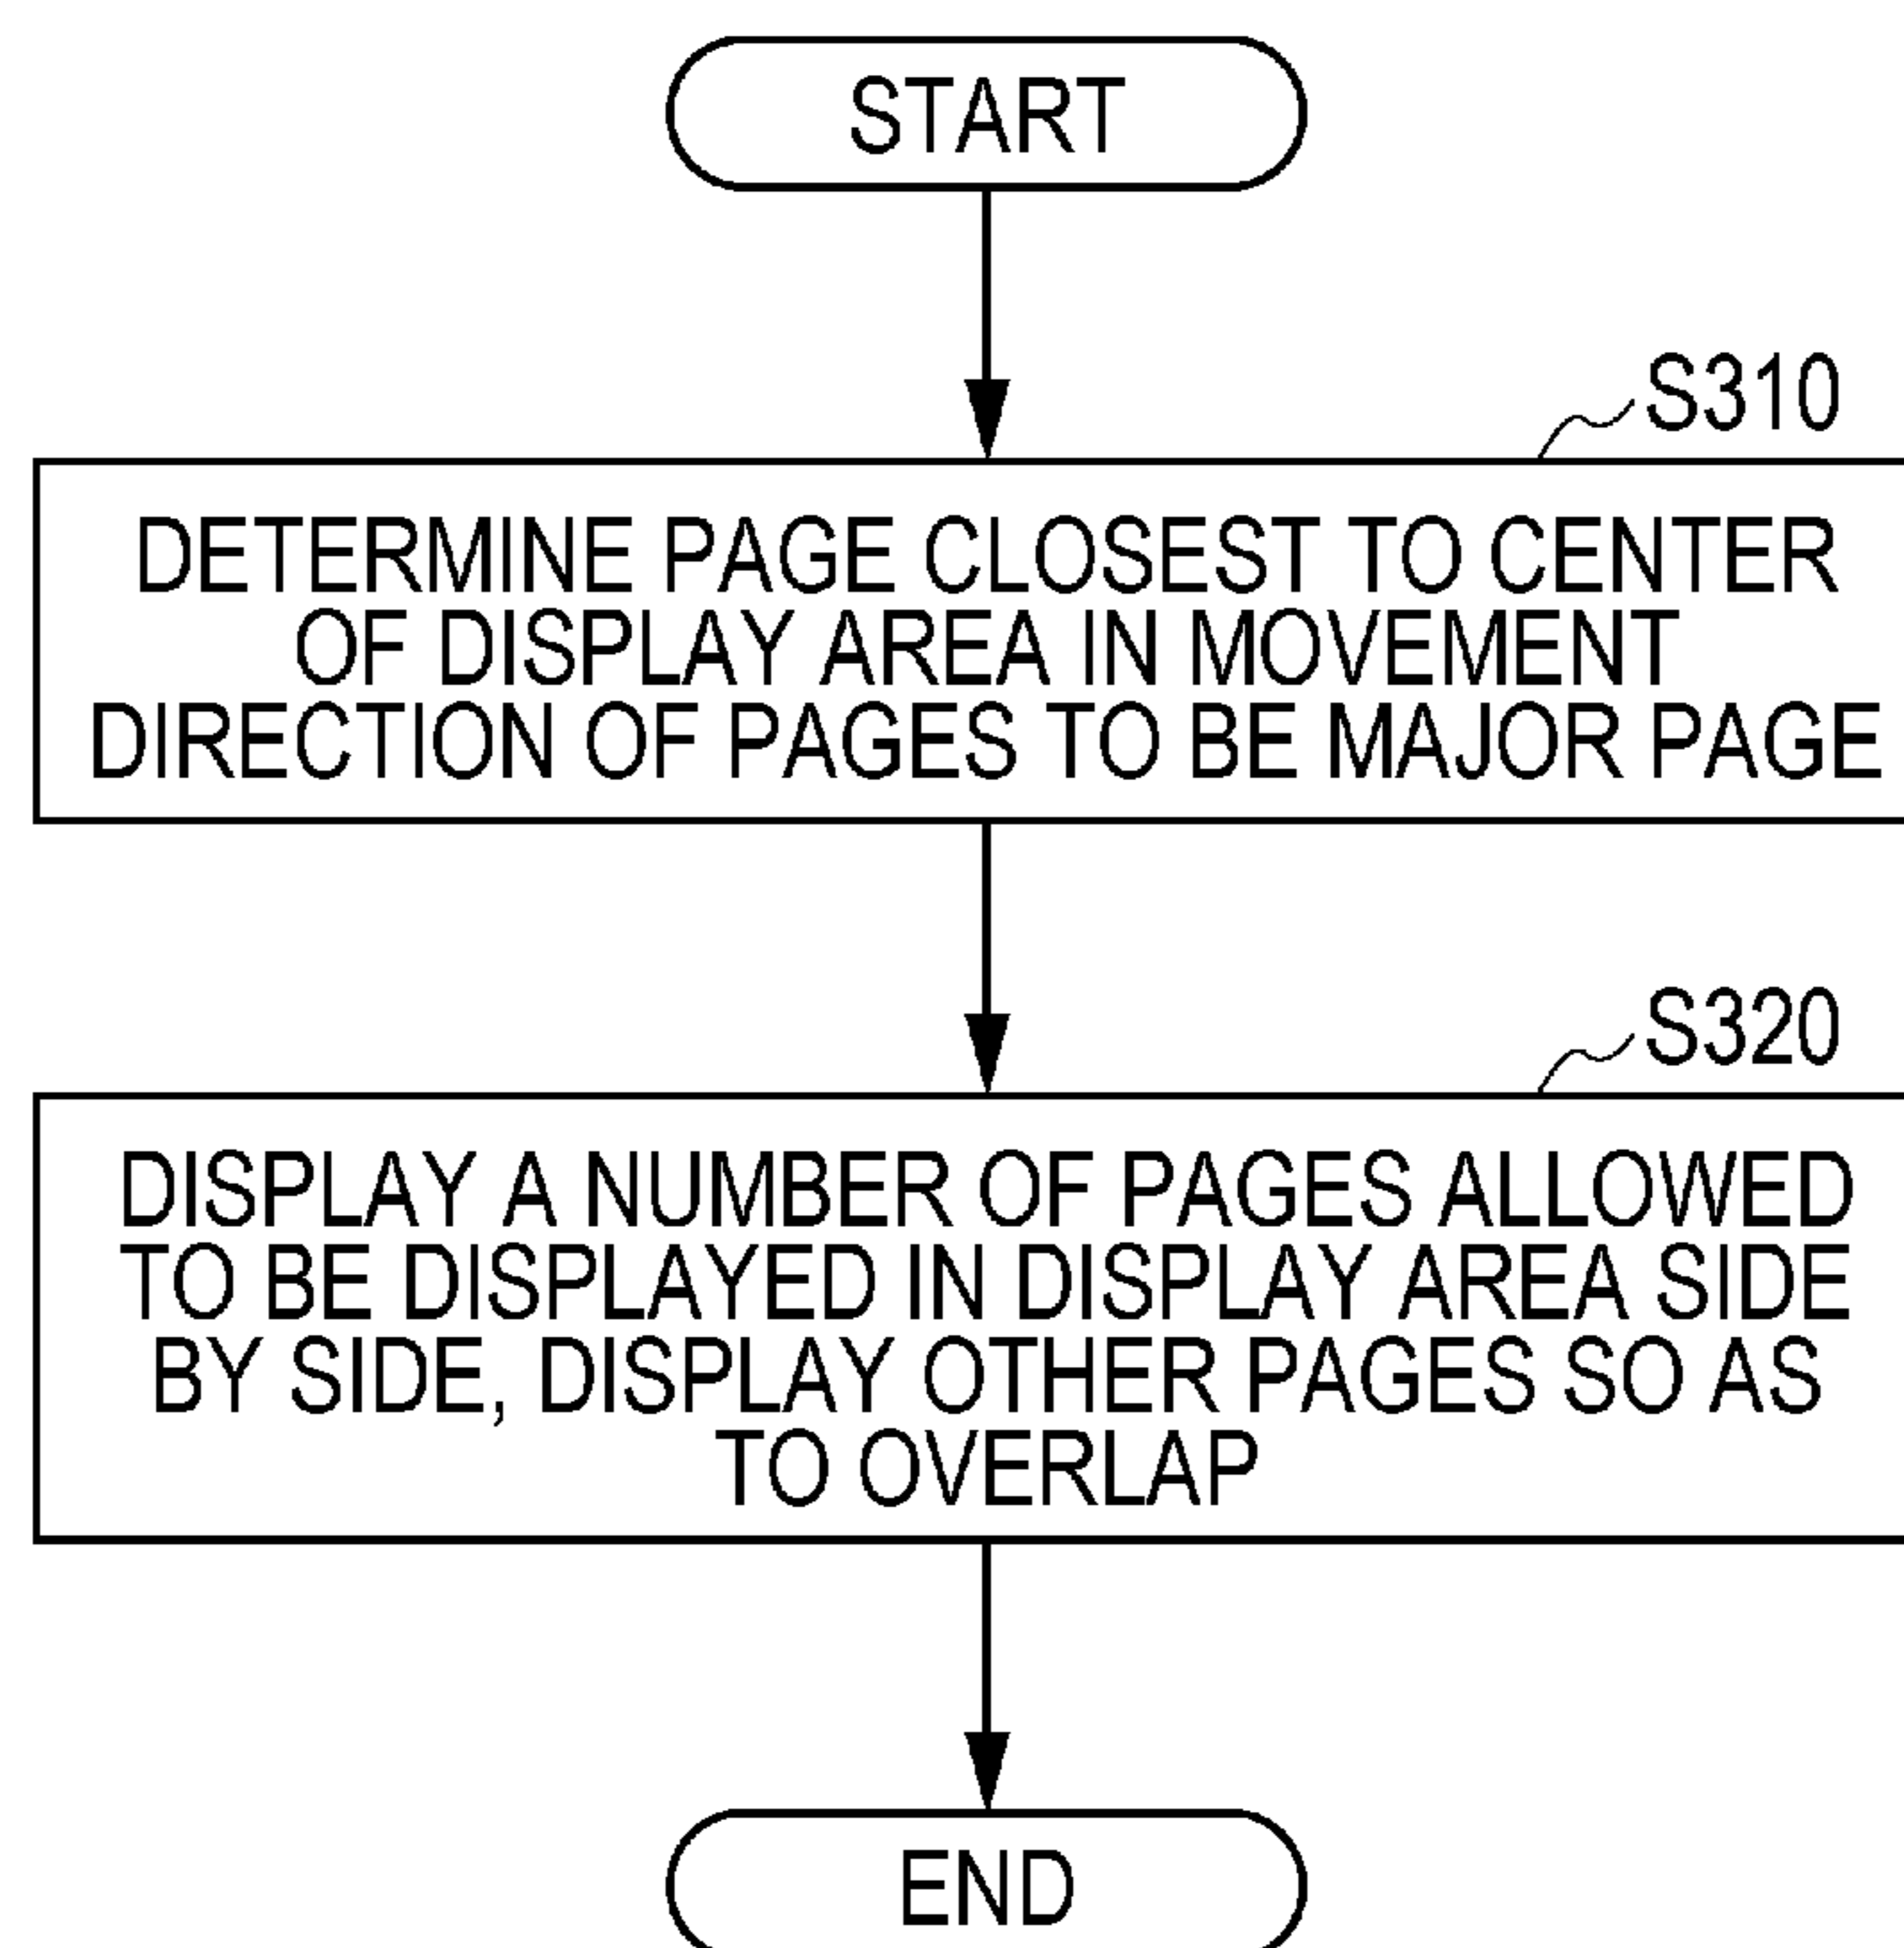 START
S310
DETERMINE PAGE CLOSEST TO CENTER
OF DISPLAY AREA IN MOVEMENT
DIRECTION OF PAGES TO BE MAJOR PAGE
S320
DISPLAY A NUMBER OF PAGES ALLOWED
TO BE DISPLAYED IN DISPLAY AREA SIDE
BY SIDE, DISPLAY OTHER PAGES SO AS
TO OVERLAP
END